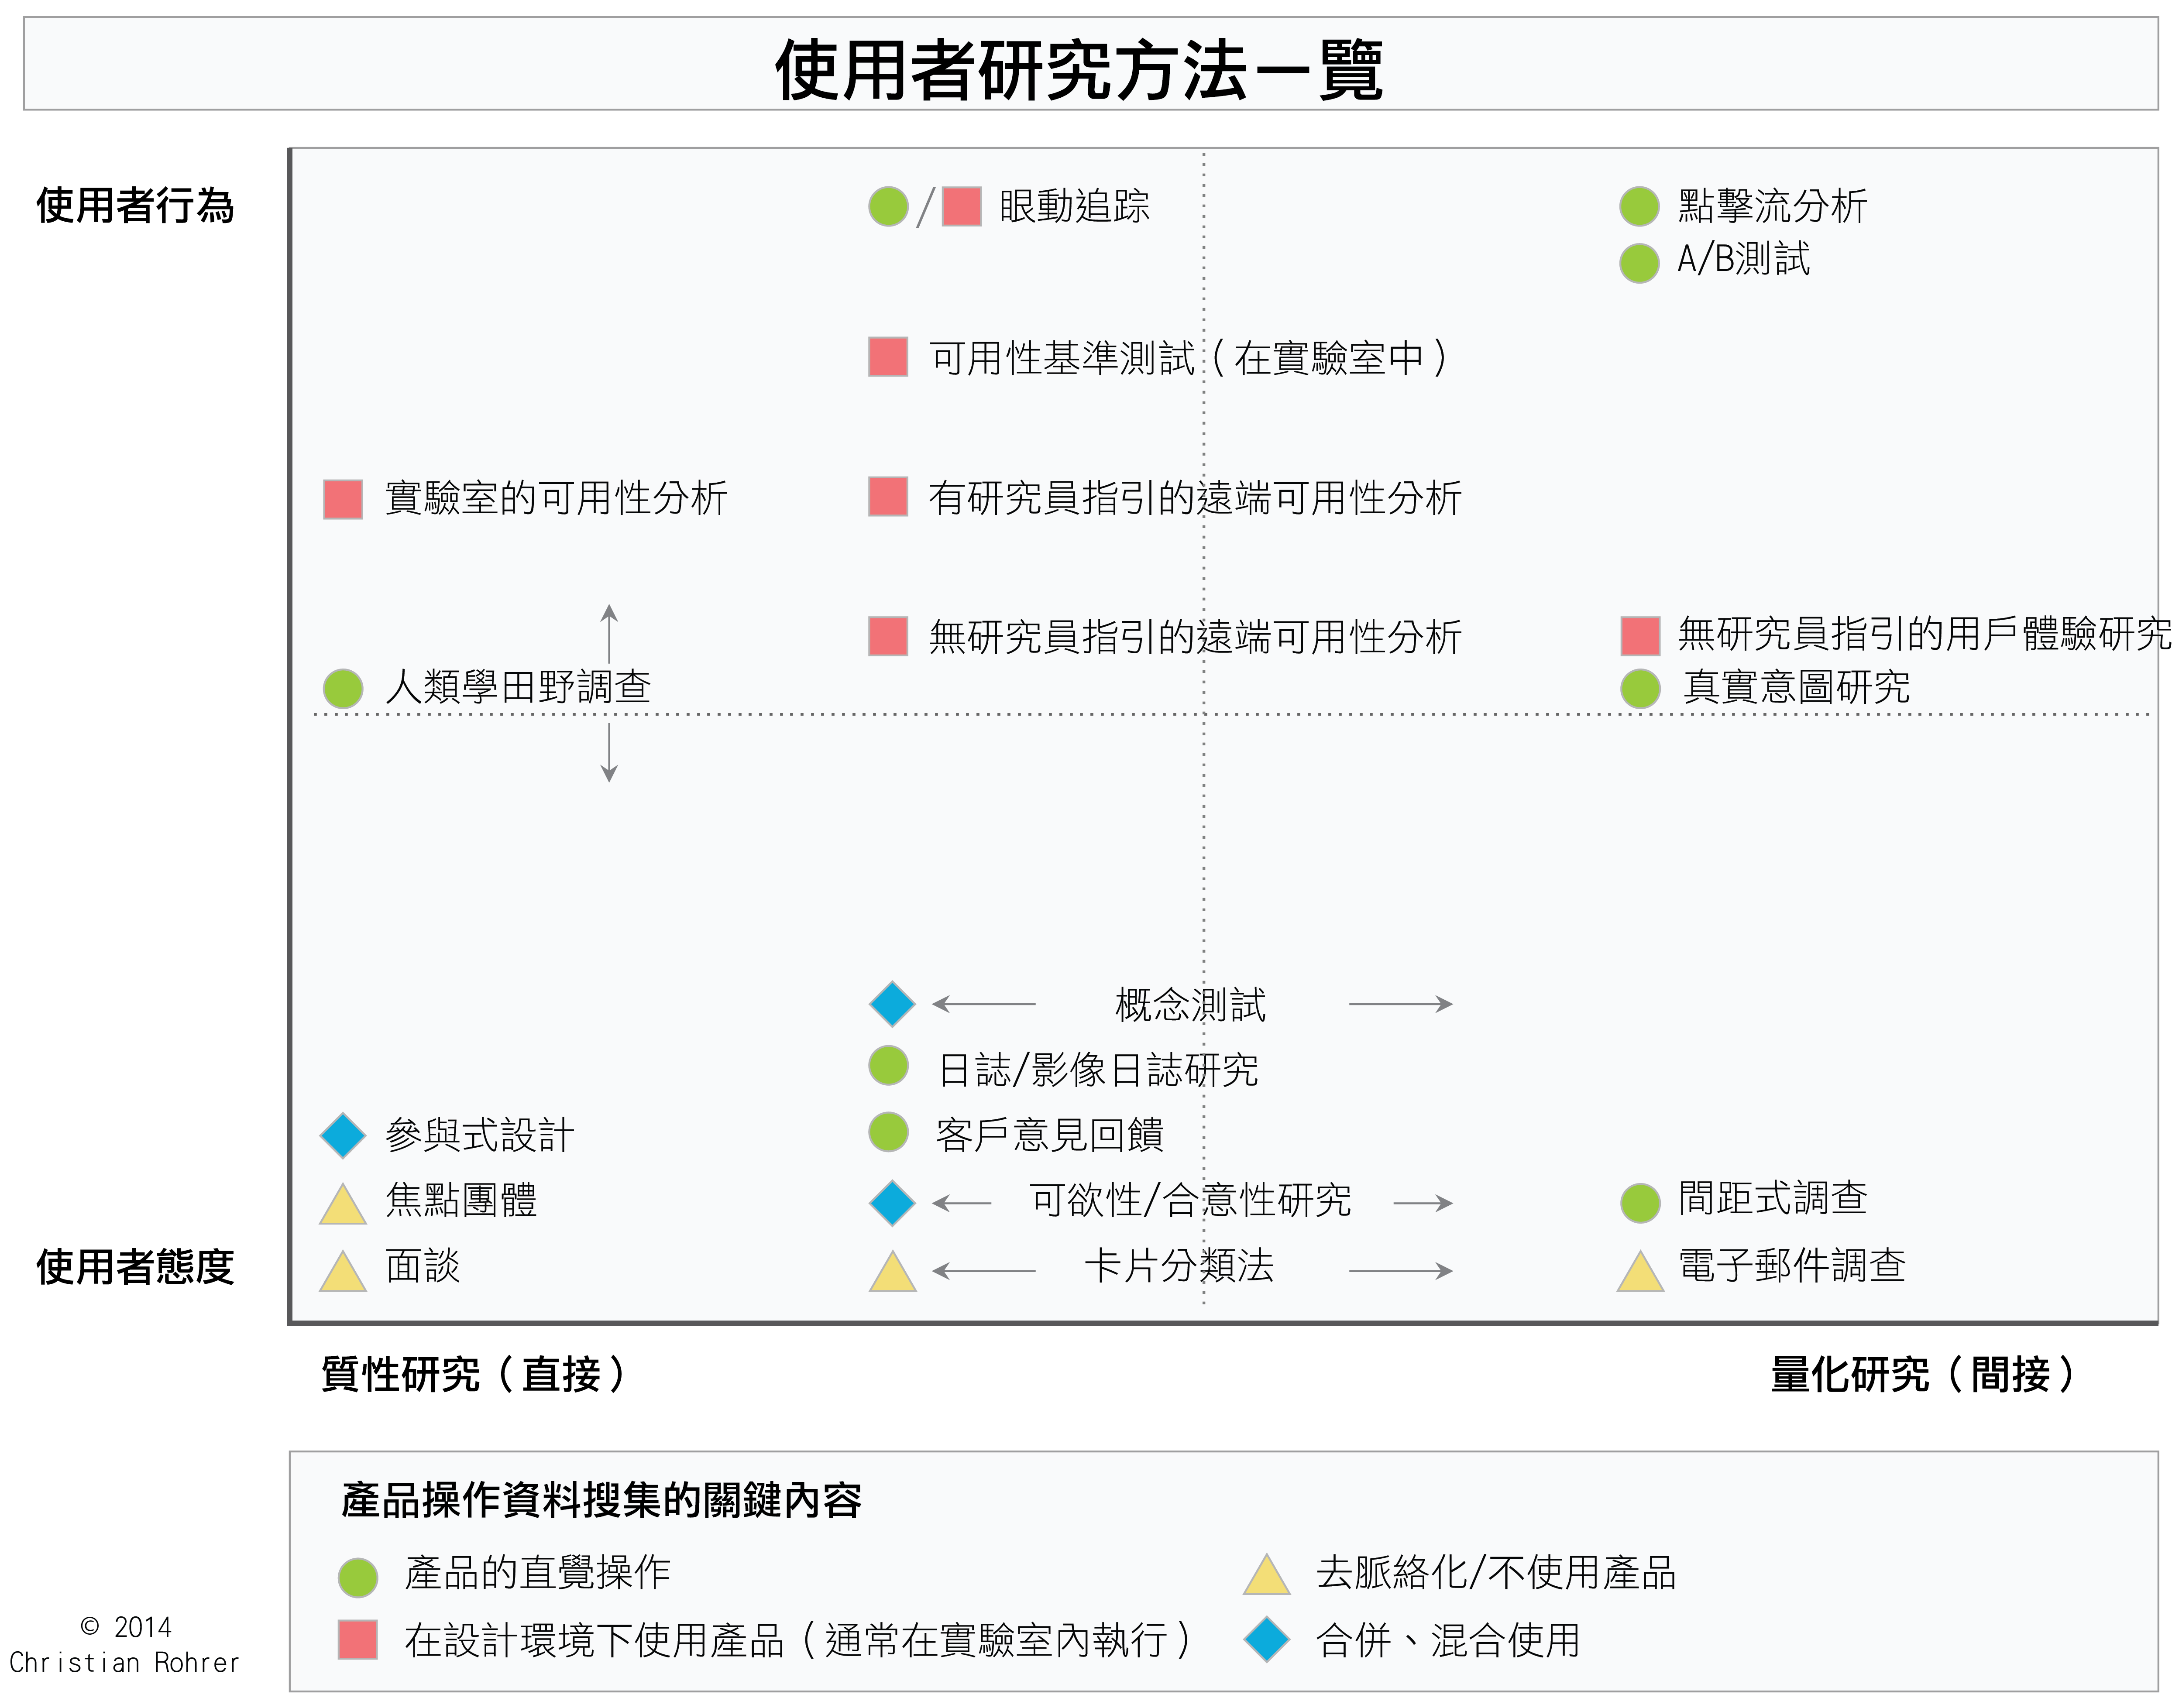 使用者研究方法一覽
使用者行為
/ 眼動追踪
點擊流分析
A/B測試
可用性基準測試（在實驗室中）
實驗室的可用性分析
有研究員指引的遠端可用性分析
無研究員指引的遠端可用性分析
無研究員指引的用戶體驗研究
人類學田野調查
真實意圖研究
概念測試
日誌/影像日誌研究
參與式設計
客戶意見回饋
焦點團體
可欲性/合意性研究
間距式調查
使用者態度
面談
卡片分類法
電子郵件調查
質性研究（直接）
量化研究（間接）
產品操作資料搜集的關鍵內容
產品的直覺操作
去脈絡化/不使用產品
在設計環境下使用產品（通常在實驗室內執行）
合併、混合使用
© 2014
Christian Rohrer